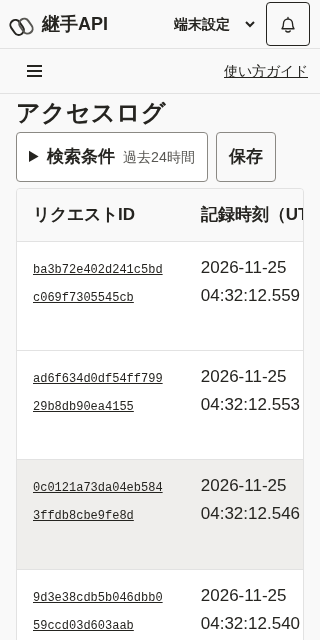 継手API
端末設定
使い方ガイド
アクセスログ
検索条件 過去24時間
保存
リクエストID
記録時刻（UT
ba3b72e402d241c5bd
c069f7305545cb
2026-11-25
04:32:12.559
ad6f634d0df54ff799
29b8db90ea4155
2026-11-25
04:32:12.553
0c0121a73da04eb584
3ffdb8cbe9fe8d
2026-11-25
04:32:12.546
9d3e38cdb5b046dbb0
59ccd03d603aab
2026-11-25
04:32:12.540